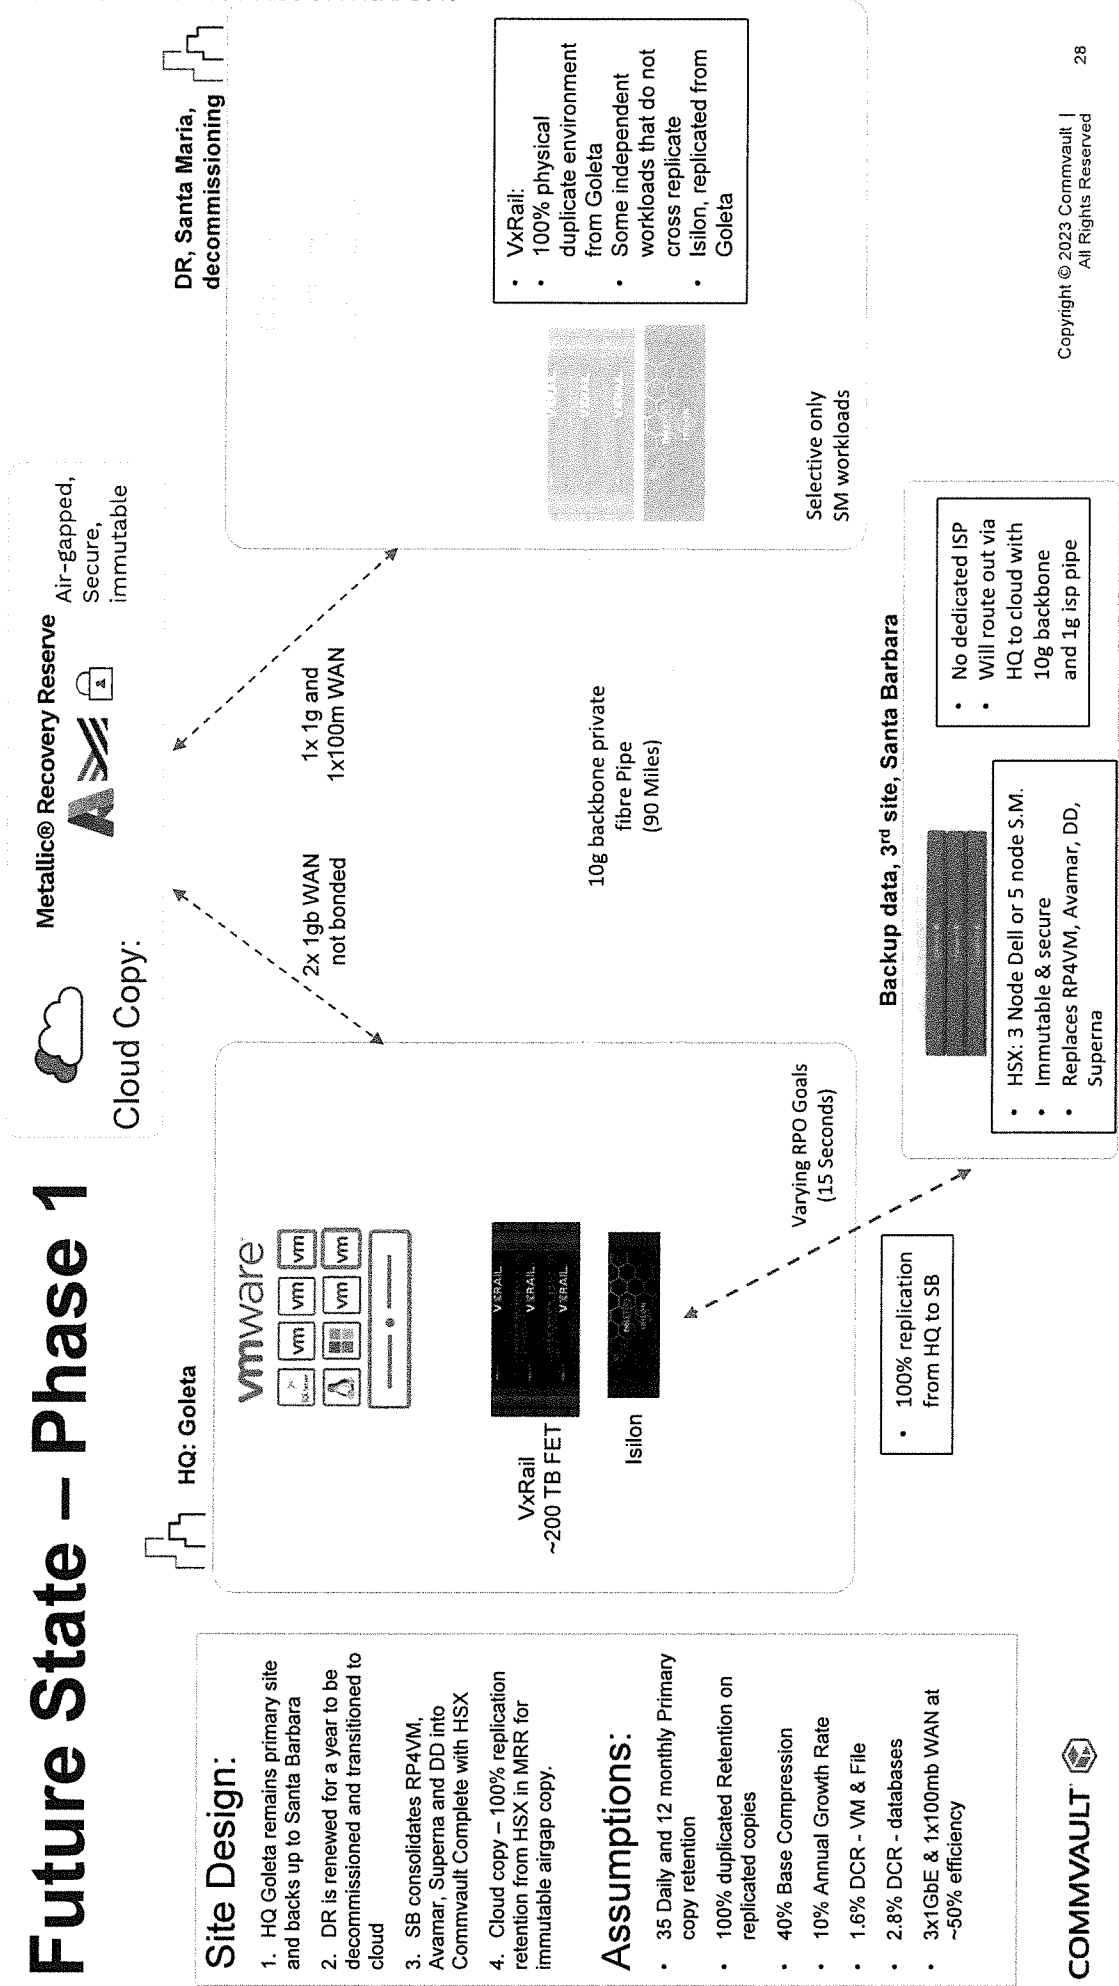 Future State – Phase 1
Site Design:
1. HQ Goleta remains primary site
and backs up to Santa Barbara
2. DR is renewed for a year to be
decommissioned and transitioned to
cloud
3. SB consolidates RP4VM,
Avamar, Superna and DD into
Commvault Complete with HSX
4. Cloud copy – 100% replication
retention from HSX in MRR for
immutable airgap copy.
Assumptions:
• 35 Daily and 12 monthly Primary
copy retention
• 100% duplicated Retention on
replicated copies
• 40% Base Compression
• 10% Annual Growth Rate
• 1.6% DCR - VM & File
• 2.8% DCR - databases
• 3x1GbE & 1x100mb WAN at
~50% efficiency
COMMVAULT
HQ: Goleta
vmware
vm
vm
vm
vm
vm
VxRail
~200 TB FET
VXRAIL
VXRAIL
VXRAIL
Isilon
Varying RPO Goals
(15 Seconds)
• 100% replication
from HQ to SB
Cloud Copy:
Metallic® Recovery Reserve
Air-gapped,
Secure,
immutable
2x 1gb WAN
not bonded
1x 1g and
1x100m WAN
10g backbone private
fibre Pipe
(90 Miles)
Backup data, 3rd site, Santa Barbara
• HSX: 3 Node Dell or 5 node S.M.
• Immutable & secure
• Replaces RP4VM, Avamar, DD,
Superna
• No dedicated ISP
• Will route out via
HQ to cloud with
10g backbone
and 1g isp pipe
DR, Santa Maria,
decommissioning
VXRAIL
VXRAIL
• VxRail:
• 100% physical
duplicate environment
from Goleta
• Some independent
workloads that do not
cross replicate
• Isilon, replicated from
Goleta
Selective only
SM workloads
Copyright © 2023 Commvault |
All Rights Reserved
28